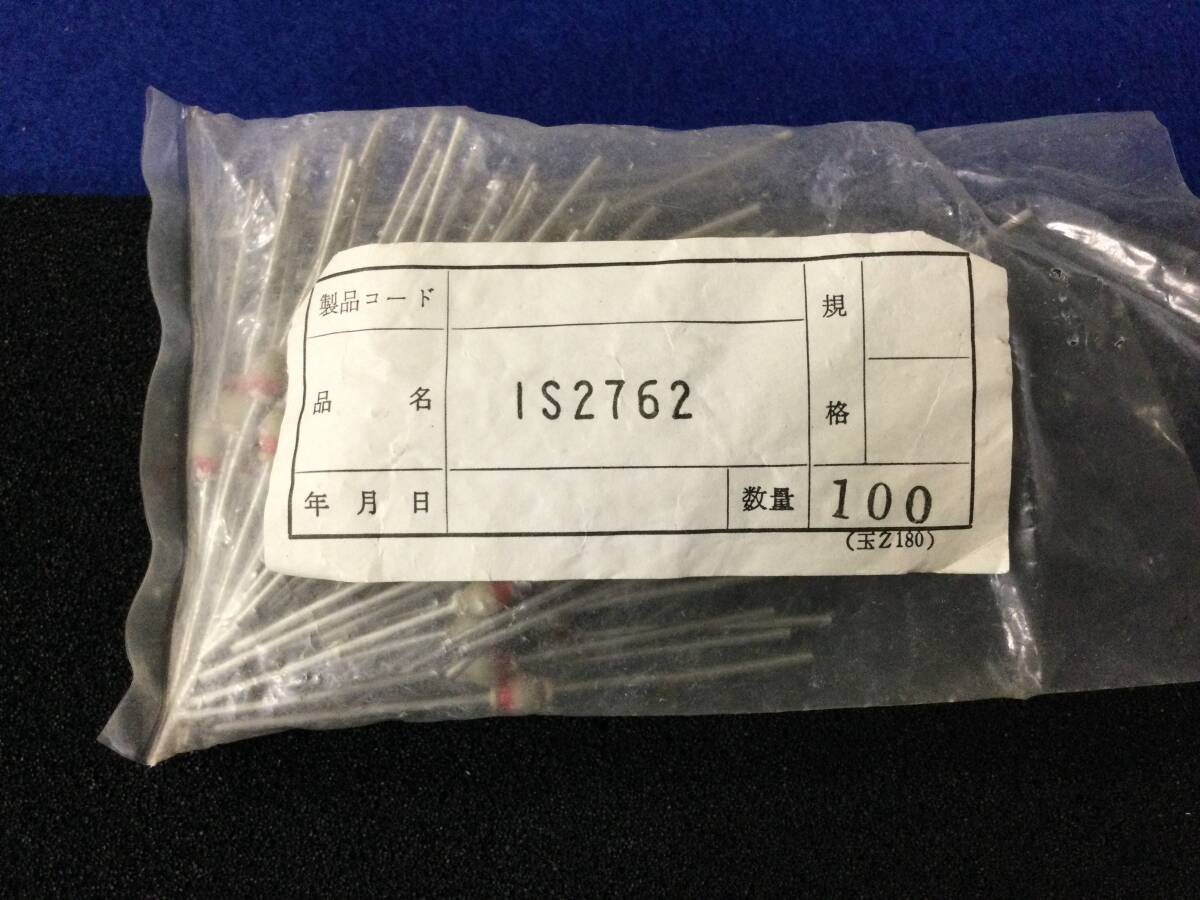 製品コード
規格
品名 1S2762
年月日
数量 100
(玉Z180)